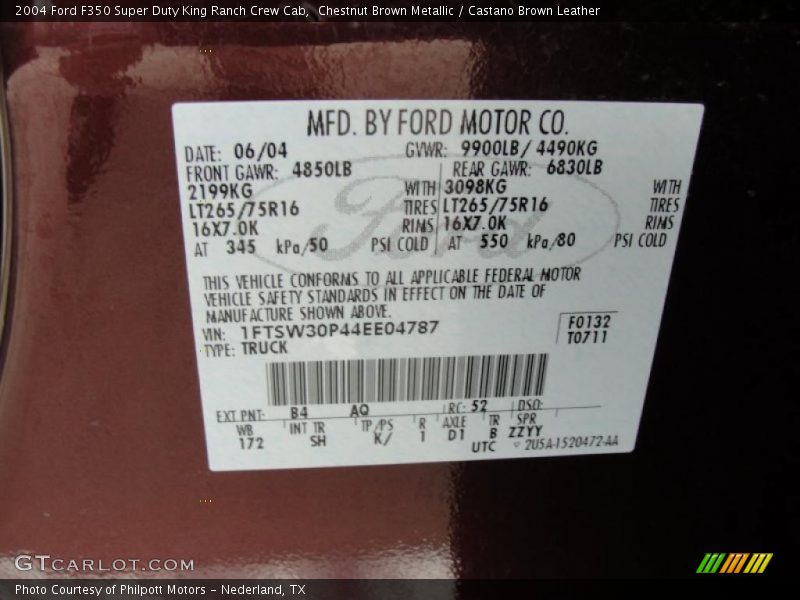 2004 Ford F350 Super Duty King Ranch Crew Cab,  Chestnut Brown Metallic / Castano Brown Leather
MFD. BY FORD MOTOR CO.
DATE: 06/04 GVWR: 9900LB/ 4490KG
FRONT GAWR: 4850LB REAR GAWR: 6830LB
2199KG WITH 3098KG WITH
LT265/75R16 TIRES LT265/75R16 TIRES
16X7.0K RIMS 16X7.0K RIMS
AT 345 kPa/50 PSI COLD AT 550 kPa/80 PSI COLD
Ford
THIS VEHICLE CONFORMS TO ALL APPLICABLE FEDERAL MOTOR
VEHICLE SAFETY STANDARDS IN EFFECT ON THE DATE OF
MANUFACTURE SHOWN ABOVE.
VIN: 1FTSW30P44EE04787 F0132
TYPE: TRUCK T0711
EXT PNT: B4 AQ RC: 52 DSO:
WB INT TR TP/PS R AXLE TR SPR
172 SH K/ 1 D1 B ZZYY
UTC 2U5A-1520472-AA
GTCARLOT.COM
Photo Courtesy of Philpott Motors - Nederland, TX